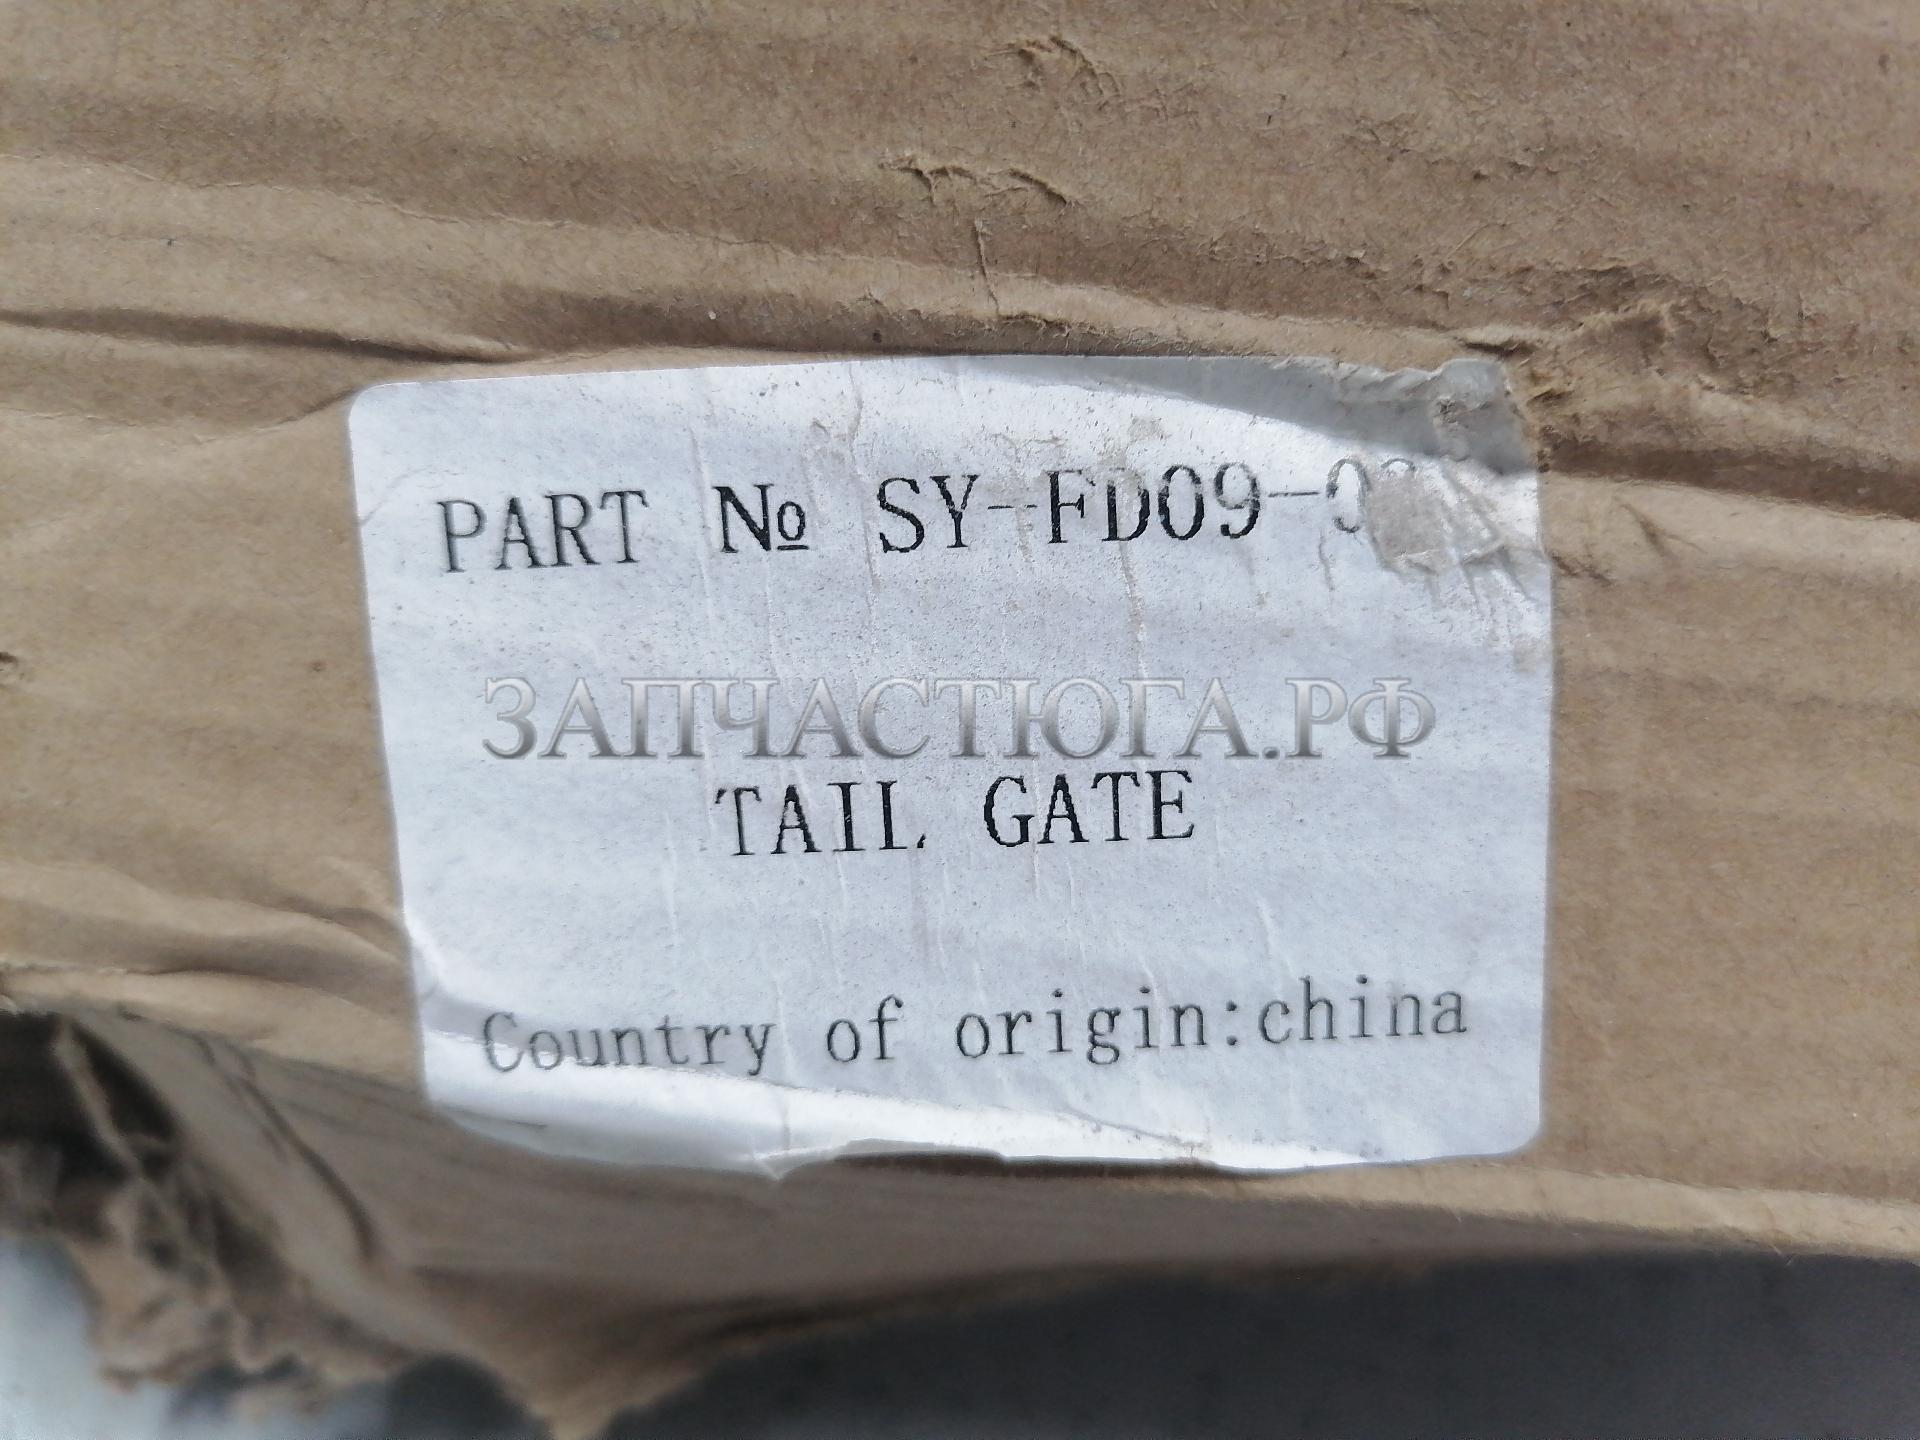 PART № SY-FD09-
ЗАПЧАСТЮГА.РФ
TAIL GATE
Country of origin:china